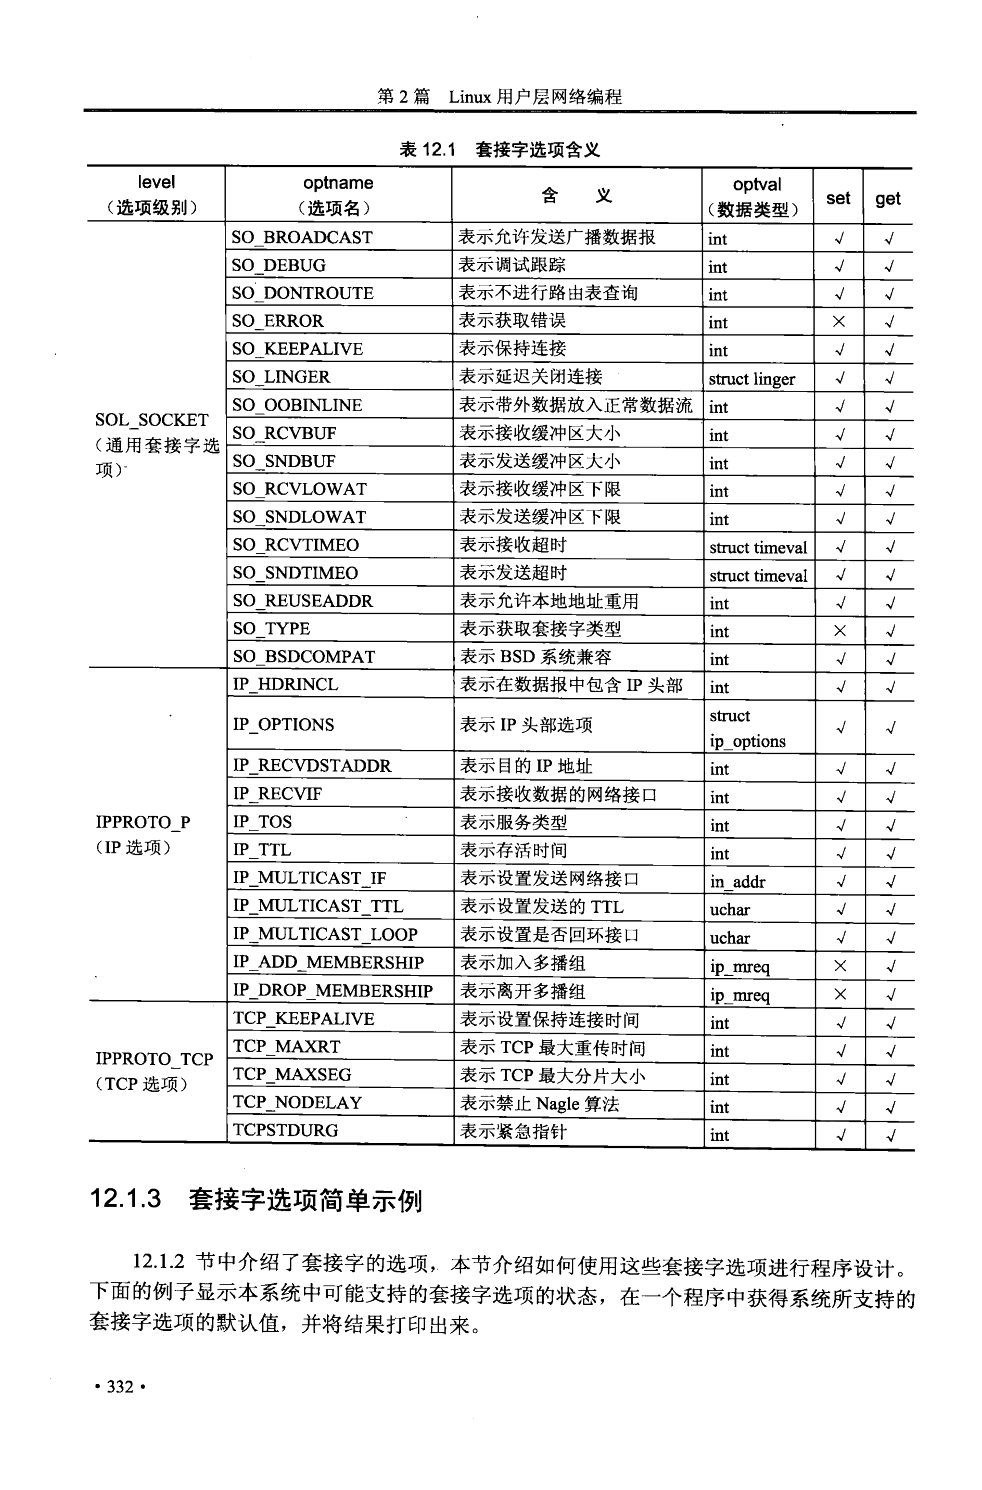 第 2 篇 Linux 用户层网络编程
表 12.1 套接字选项含义
level optname 含 义 optval set get
（选项级别） （选项名） （数据类型）
SO_BROADCAST 表示允许发送广播数据报 int √ √
SO_DEBUG 表示调试跟踪 int √ √
SO_DONTROUTE 表示不进行路由表查询 int √ √
SO_ERROR 表示获取错误 int × √
SO_KEEPALIVE 表示保持连接 int √ √
SO_LINGER 表示延迟关闭连接 struct linger √ √
SO_OOBINLINE 表示带外数据放入正常数据流 int √ √
SOL_SOCKET
（通用套接字选
项）
SO_RCVBUF 表示接收缓冲区大小 int √ √
SO_SNDBUF 表示发送缓冲区大小 int √ √
SO_RCVLOWAT 表示接收缓冲区下限 int √ √
SO_SNDLOWAT 表示发送缓冲区下限 int √ √
SO_RCVTIMEO 表示接收超时 struct timeval √ √
SO_SNDTIMEO 表示发送超时 struct timeval √ √
SO_REUSEADDR 表示允许本地地址重用 int √ √
SO_TYPE 表示获取套接字类型 int × √
SO_BSDCOMPAT 表示 BSD 系统兼容 int √ √
IP_HDRINCL 表示在数据报中包含 IP 头部 int √ √
IP_OPTIONS 表示 IP 头部选项 struct √ √
ip_options
IP_RECVDSTADDR 表示目的 IP 地址 int √ √
IP_RECVIF 表示接收数据的网络接口 int √ √
IPPROTO_P
（IP 选项）
IP_TOS 表示服务类型 int √ √
IP_TTL 表示存活时间 int √ √
IP_MULTICAST_IF 表示设置发送网络接口 in_addr √ √
IP_MULTICAST_TTL 表示设置发送的 TTL uchar √ √
IP_MULTICAST_LOOP 表示设置是否回环接口 uchar √ √
IP_ADD_MEMBERSHIP 表示加入多播组 ip_mreq × √
IP_DROP_MEMBERSHIP 表示离开多播组 ip_mreq × √
TCP_KEEPALIVE 表示设置保持连接时间 int √ √
IPPROTO_TCP
（TCP 选项）
TCP_MAXRT 表示 TCP 最大重传时间 int √ √
TCP_MAXSEG 表示 TCP 最大分片大小 int √ √
TCP_NODELAY 表示禁止 Nagle 算法 int √ √
TCPSTDURG 表示紧急指针 int √ √
12.1.3 套接字选项简单示例
12.1.2 节中介绍了套接字的选项，本节介绍如何使用这些套接字选项进行程序设计。
下面的例子显示本系统中可能支持的套接字选项的状态，在一个程序中获得系统所支持的
套接字选项的默认值，并将结果打印出来。
·332·